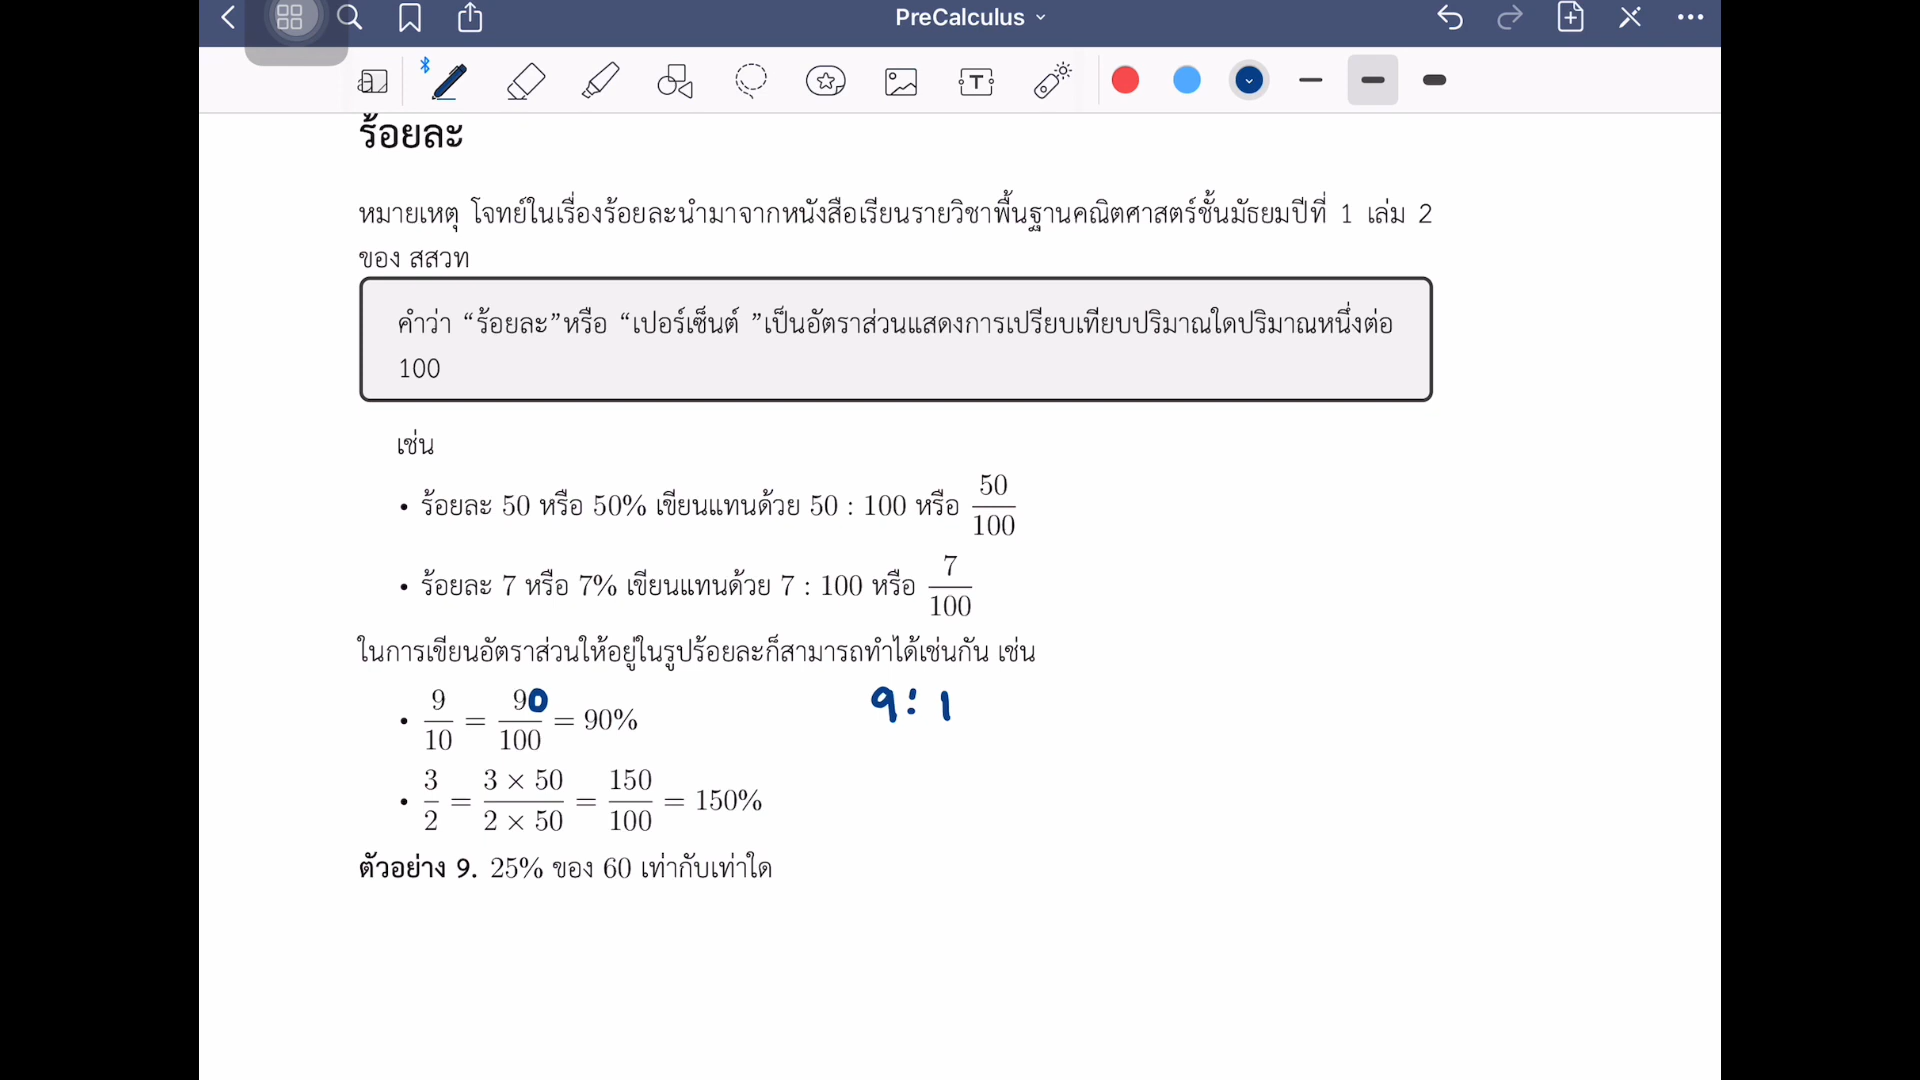 PreCalculus
ร้อยละ
หมายเหตุ โจทย์ในเรื่องร้อยละนำมาจากหนังสือเรียนรายวิชาพื้นฐานคณิตศาสตร์ชั้นมัธยมปีที่ 1 เล่ม 2
ของ สสวท
คำว่า “ร้อยละ”หรือ “เปอร์เซ็นต์ ”เป็นอัตราส่วนแสดงการเปรียบเทียบปริมาณใดปริมาณหนึ่งต่อ
100
เช่น
• ร้อยละ 50 หรือ 50% เขียนแทนด้วย 50 : 100 หรือ 50/100
• ร้อยละ 7 หรือ 7% เขียนแทนด้วย 7 : 100 หรือ 7/100
ในการเขียนอัตราส่วนให้อยู่ในรูปร้อยละก็สามารถทำได้เช่นกัน เช่น
• 9/10 = 90/100 = 90% 9 : 1
• 3/2 = (3 × 50)/(2 × 50) = 150/100 = 150%
ตัวอย่าง 9. 25% ของ 60 เท่ากับเท่าใด